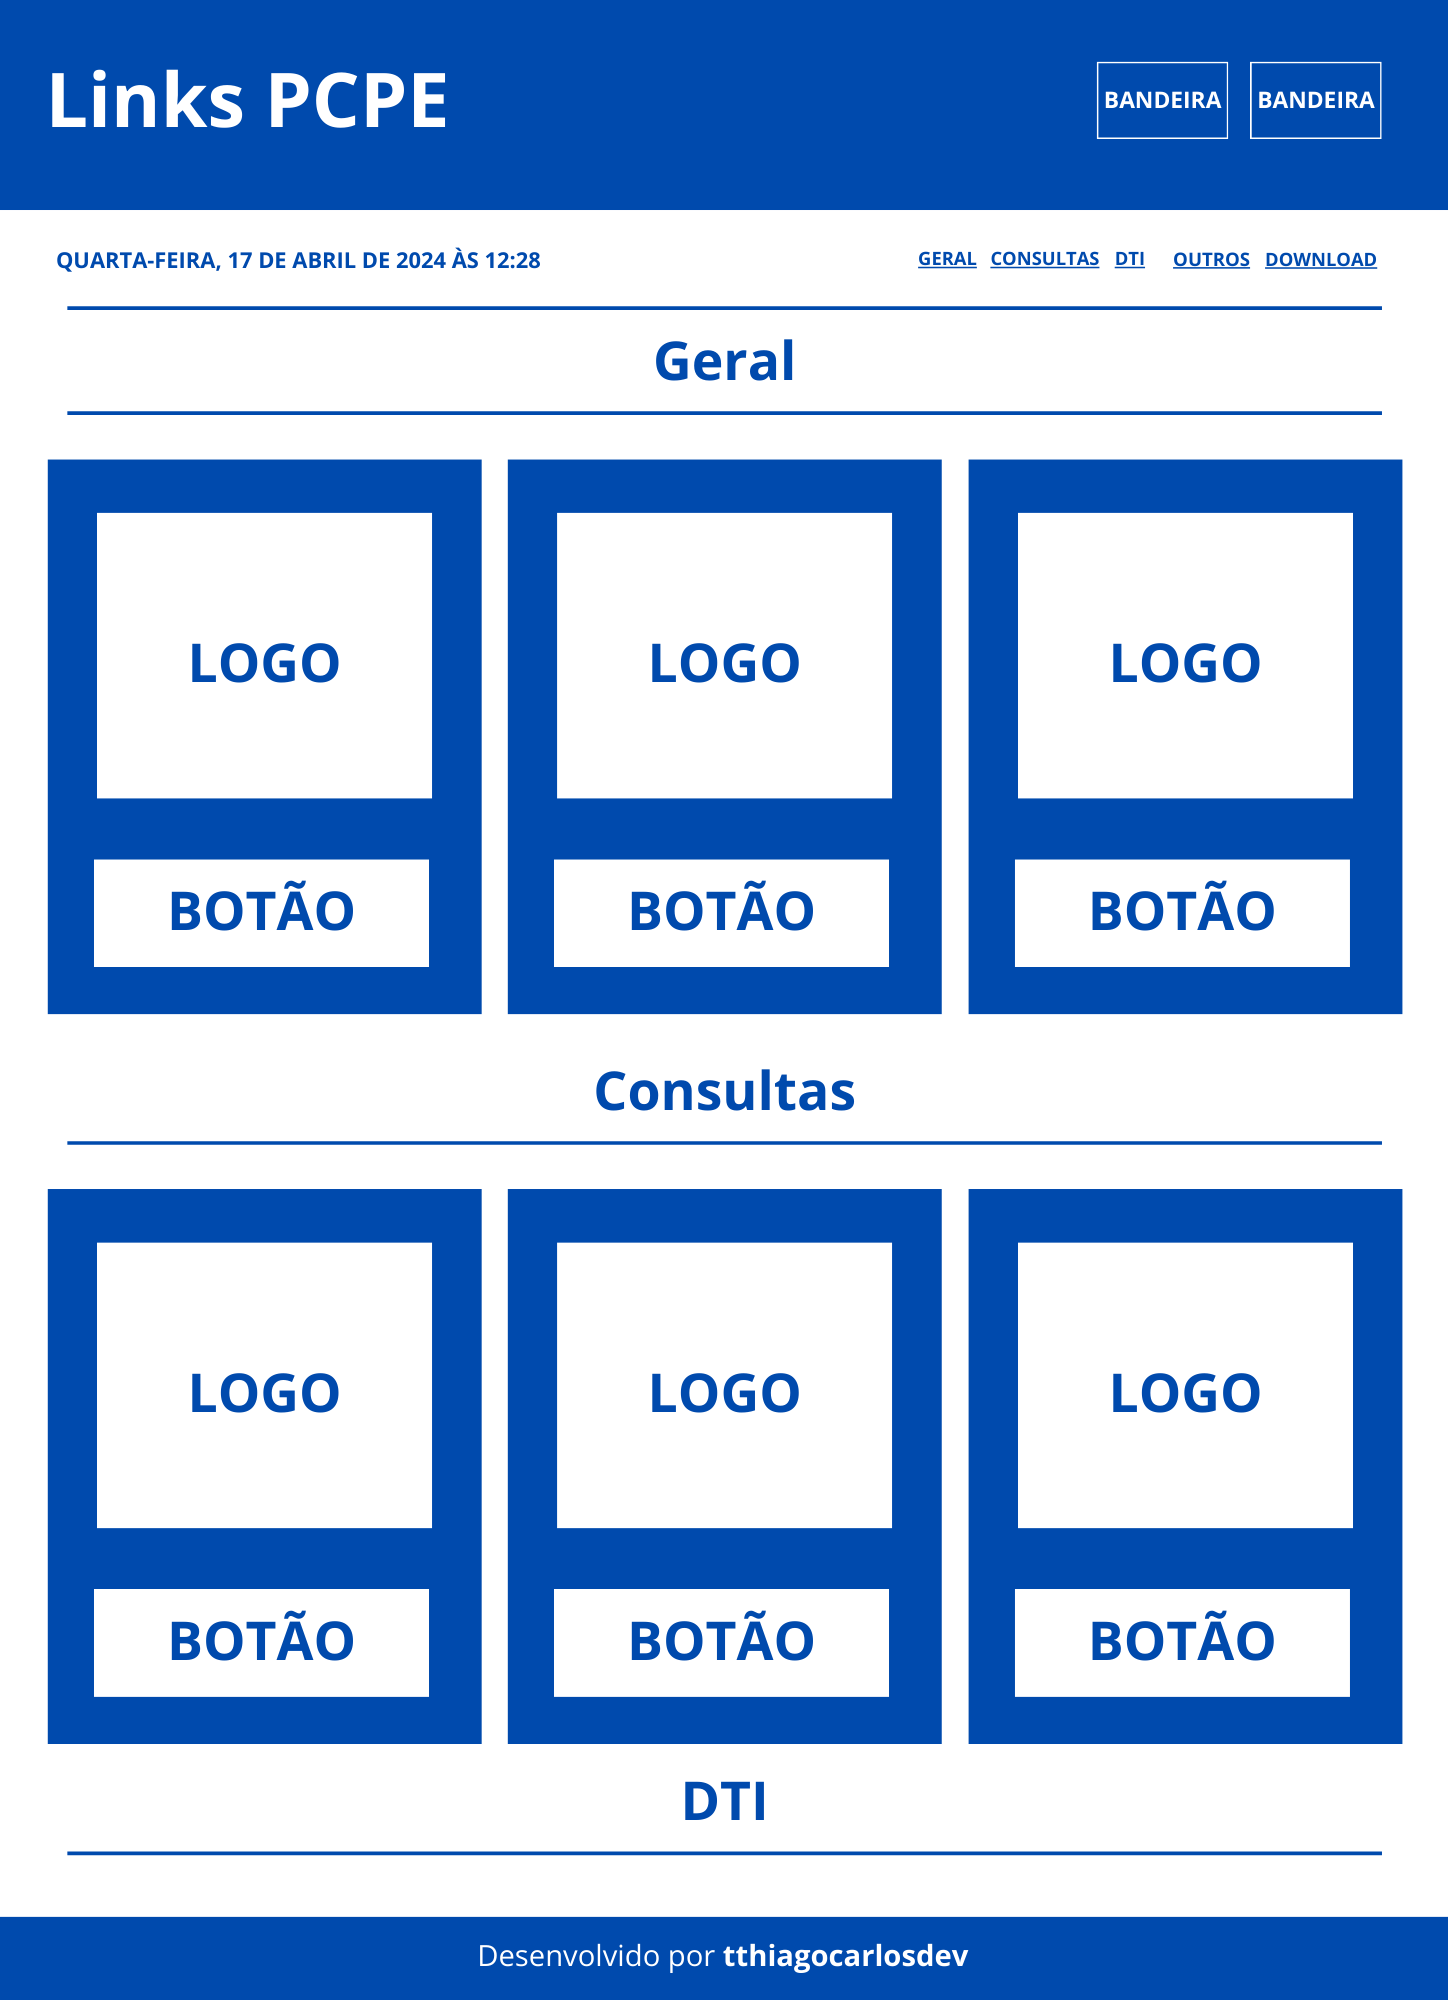 Links PCPE
BANDEIRA BANDEIRA
QUARTA-FEIRA, 17 DE ABRIL DE 2024 ÀS 12:28
GERAL CONSULTAS DTI OUTROS DOWNLOAD
Geral
LOGO LOGO LOGO
BOTÃO BOTÃO BOTÃO
Consultas
LOGO LOGO LOGO
BOTÃO BOTÃO BOTÃO
DTI
Desenvolvido por tthiagocarlosdev